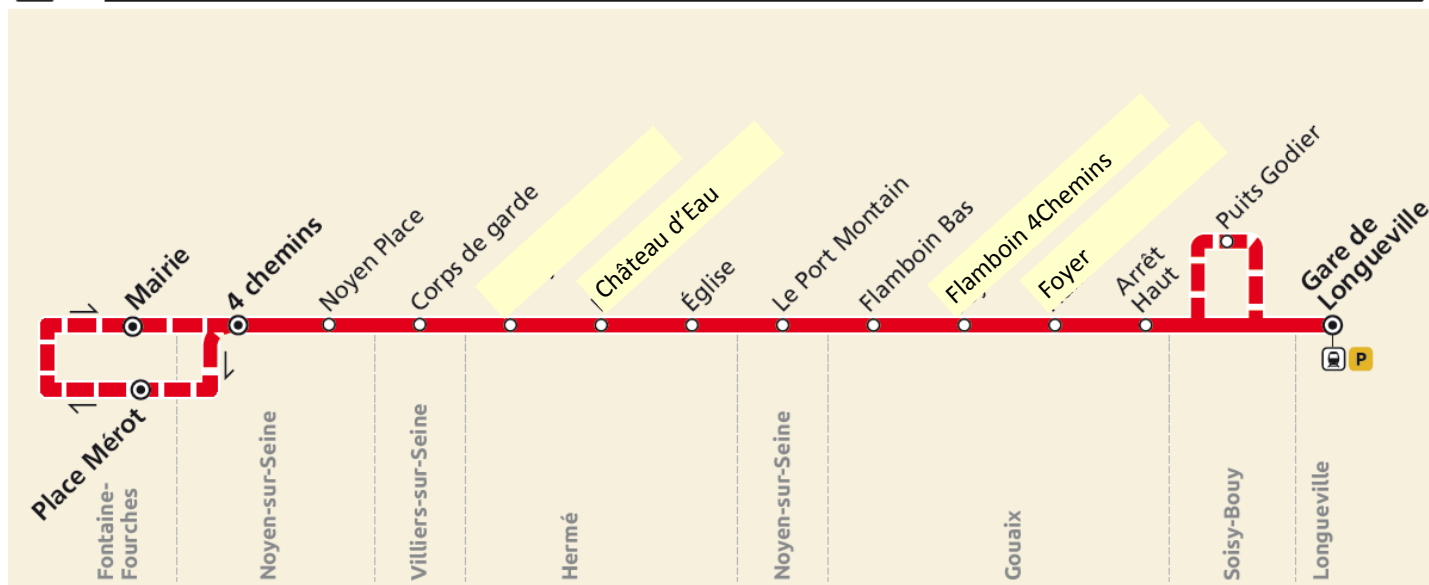 Mairie
Place Mérot
4 chemins
Noyen Place
Corps de garde
Château d'Eau
Église
Le Port Montain
Flamboin Bas
Flamboin 4Chemins
Foyer
Arrêt
Haut
Puits Godier
Gare de
Longueville
P
Fontaine-
Fourches
Noyen-sur-Seine
Villiers-sur-Seine
Hermé
Noyen-sur-Seine
Gouaix
Soisy-Bouy
Longueville